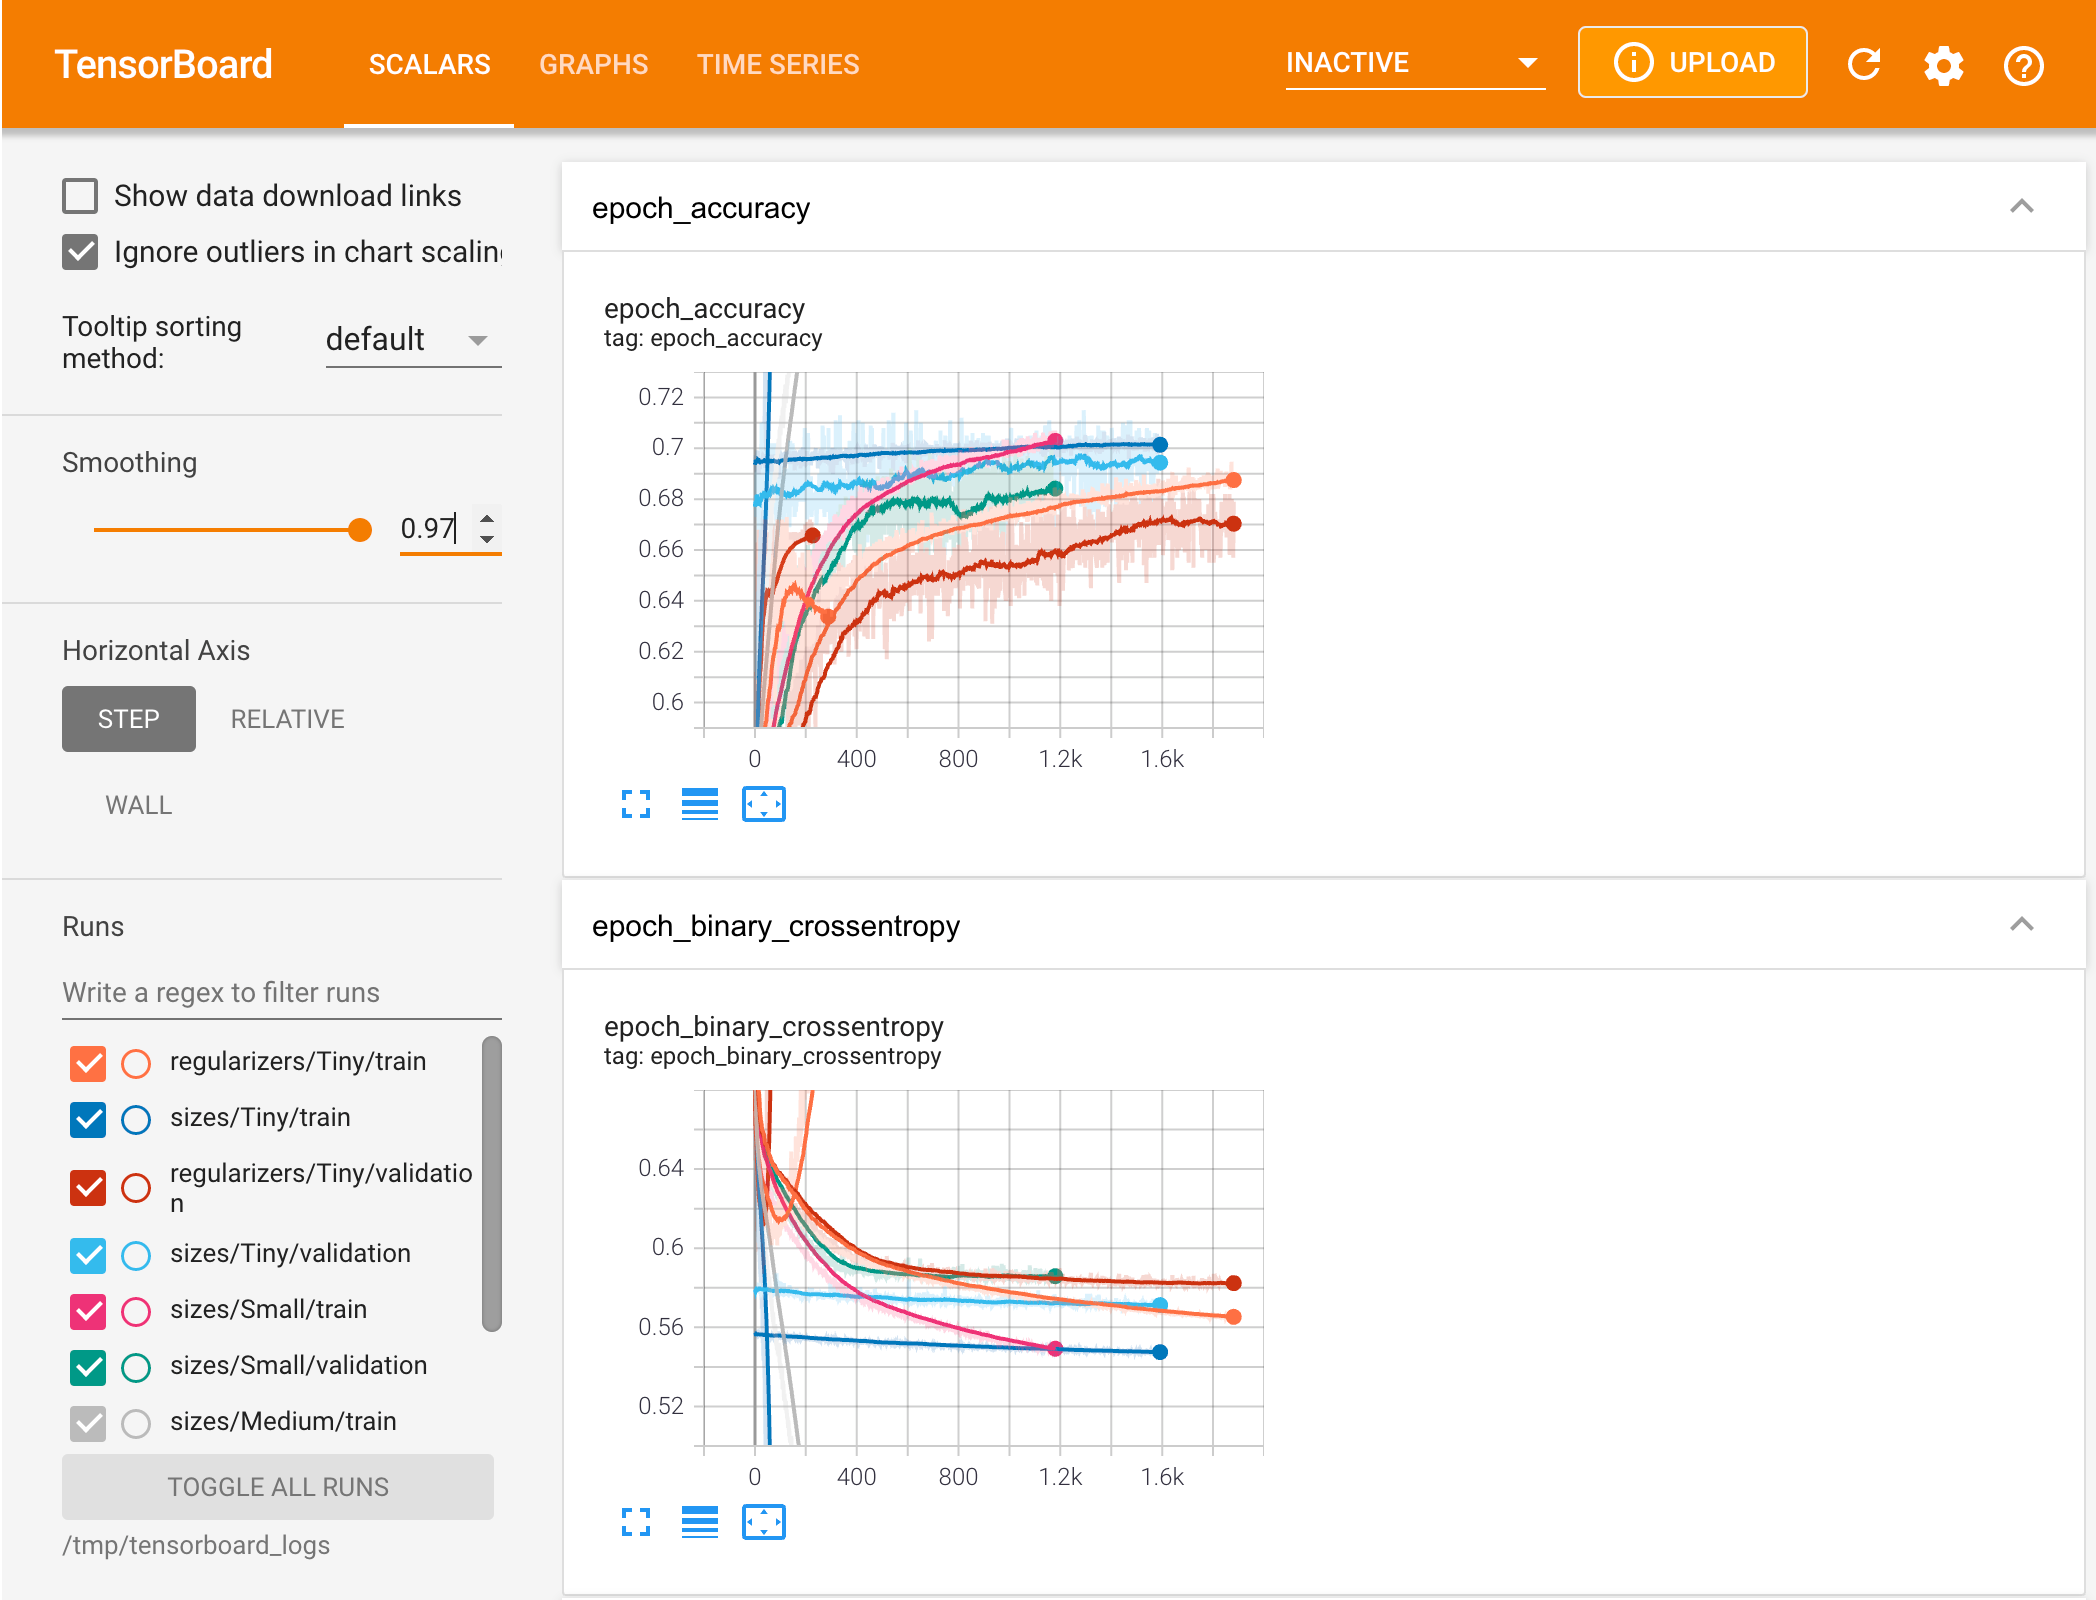 TensorBoard
SCALARS
GRAPHS
TIME SERIES
INACTIVE
UPLOAD
Show data download links
Ignore outliers in chart scaling
Tooltip sorting
method:
default
Smoothing
0.97
Horizontal Axis
STEP
RELATIVE
WALL
Runs
Write a regex to filter runs
regularizers/Tiny/train
sizes/Tiny/train
regularizers/Tiny/validatio
n
sizes/Tiny/validation
sizes/Small/train
sizes/Small/validation
sizes/Medium/train
TOGGLE ALL RUNS
/tmp/tensorboard_logs
epoch_accuracy
epoch_accuracy
tag: epoch_accuracy
0.72
0.7
0.68
0.66
0.64
0.62
0.6
0 400 800 1.2k 1.6k
epoch_binary_crossentropy
epoch_binary_crossentropy
tag: epoch_binary_crossentropy
0.64
0.6
0.56
0.52
0 400 800 1.2k 1.6k